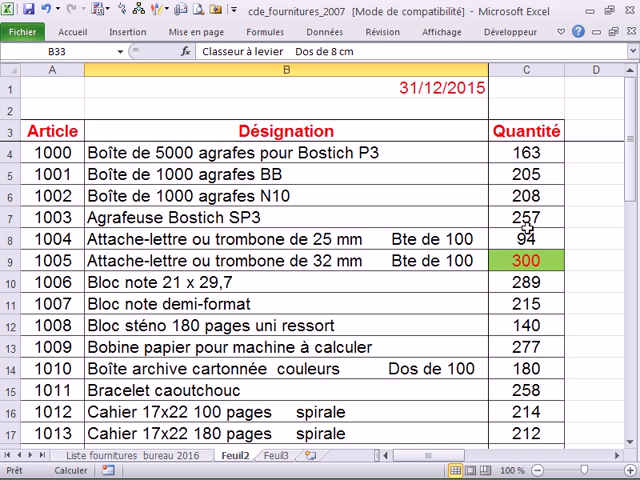 cde_fournitures_2007 [Mode de compatibilité] - Microsoft Excel
Fichier Accueil Insertion Mise en page Formules Données Révision Affichage Développeur
B33 fx Classeur à levier Dos de 8 cm
A B C D
1 31/12/2015
2
3 Article Désignation Quantité
4 1000 Boîte de 5000 agrafes pour Bostich P3 163
5 1001 Boîte de 1000 agrafes BB 205
6 1002 Boîte de 1000 agrafes N10 208
7 1003 Agrafeuse Bostich SP3 257
8 1004 Attache-lettre ou trombone de 25 mm Bte de 100 94
9 1005 Attache-lettre ou trombone de 32 mm Bte de 100 300
10 1006 Bloc note 21 x 29,7 289
11 1007 Bloc note demi-format 215
12 1008 Bloc sténo 180 pages uni ressort 140
13 1009 Bobine papier pour machine à calculer 277
14 1010 Boîte archive cartonnée couleurs Dos de 100 180
15 1011 Bracelet caoutchouc 258
16 1012 Cahier 17x22 100 pages spirale 214
17 1013 Cahier 17x22 180 pages spirale 212
Liste fournitures bureau 2016 Feuil2 Feuil3
Prêt Calculer 100 %